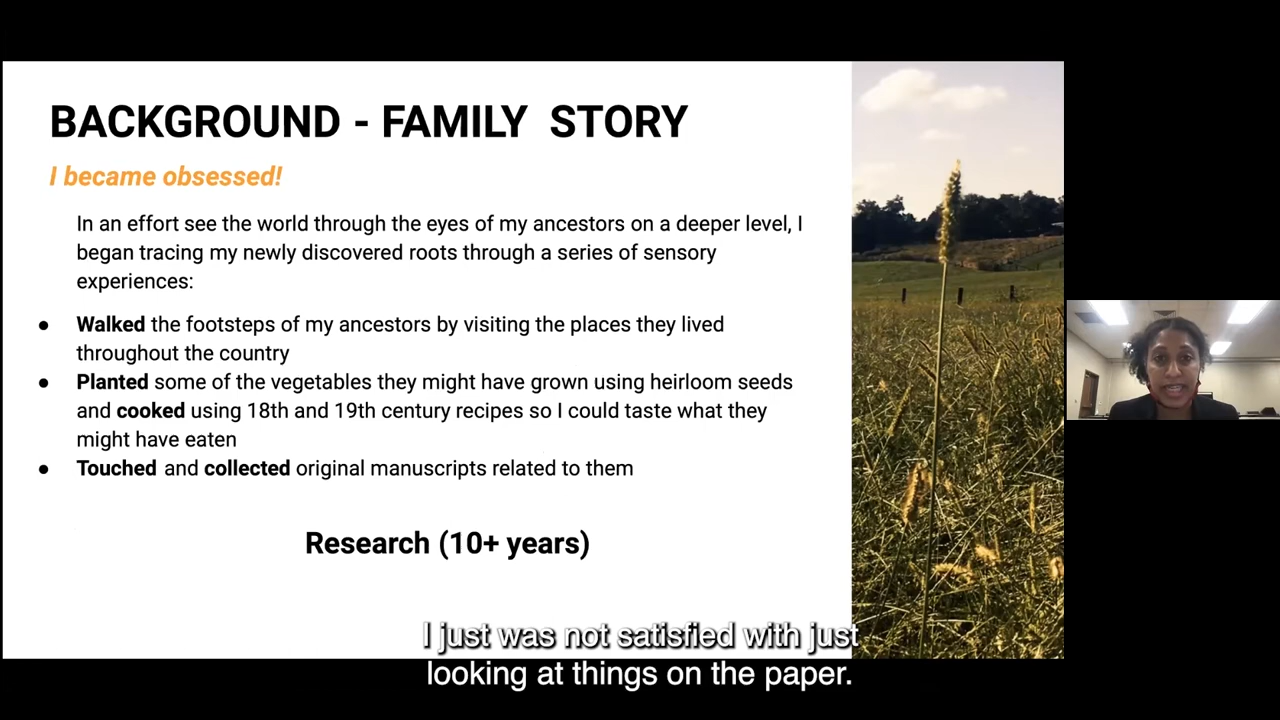 BACKGROUND - FAMILY STORY
I became obsessed!
In an effort see the world through the eyes of my ancestors on a deeper level, I
began tracing my newly discovered roots through a series of sensory
experiences:
● Walked the footsteps of my ancestors by visiting the places they lived
throughout the country
● Planted some of the vegetables they might have grown using heirloom seeds
and cooked using 18th and 19th century recipes so I could taste what they
might have eaten
● Touched and collected original manuscripts related to them
Research (10+ years)
I just was not satisfied with just
looking at things on the paper.